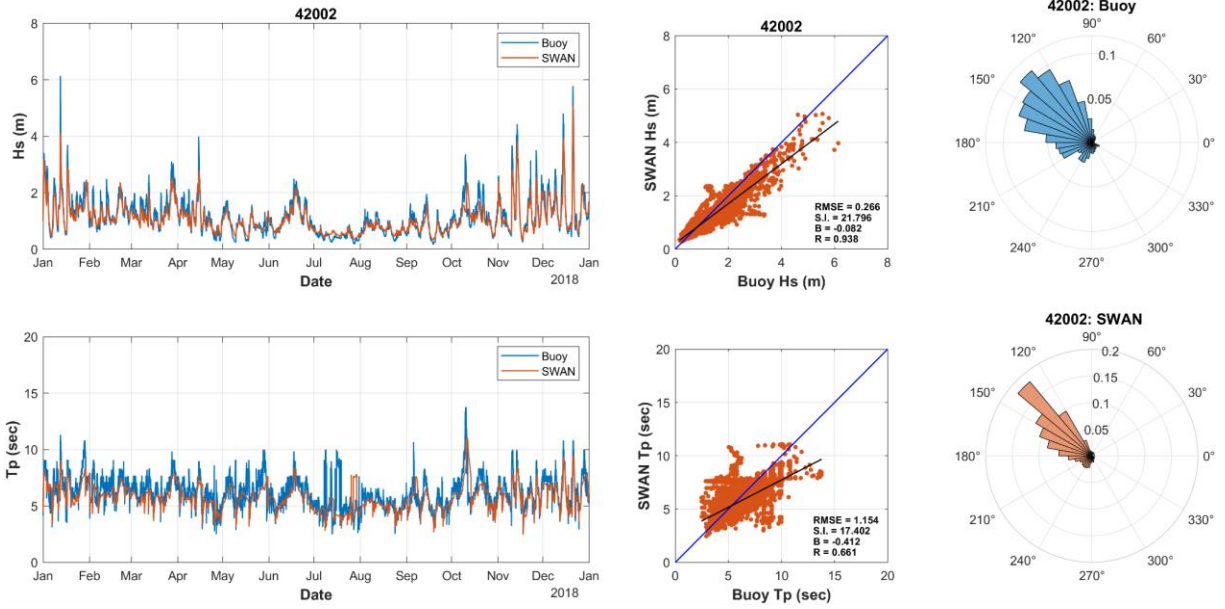 42002
8
6
4
2
0
Hs (m)
Buoy
SWAN
Jan Feb Mar Apr May Jun Jul Aug Sep Oct Nov Dec Jan
Date
2018
42002
8
6
4
2
0
SWAN Hs (m)
RMSE = 0.266
S.I. = 21.796
B = -0.082
R = 0.938
0 2 4 6 8
Buoy Hs (m)
42002: Buoy
90°
120° 60°
0.1
150° 30°
0.05
180° 0°
210° 330°
240° 300°
270°
20
15
10
5
0
Tp (sec)
Buoy
SWAN
Jan Feb Mar Apr May Jun Jul Aug Sep Oct Nov Dec Jan
Date
2018
20
15
10
5
0
SWAN Tp (sec)
RMSE = 1.154
S.I. = 17.402
B = -0.412
R = 0.661
0 5 10 15 20
Buoy Tp (sec)
42002: SWAN
90°
120° 60°
0.2
0.15
150° 30°
0.1
0.05
180° 0°
210° 330°
240° 300°
270°